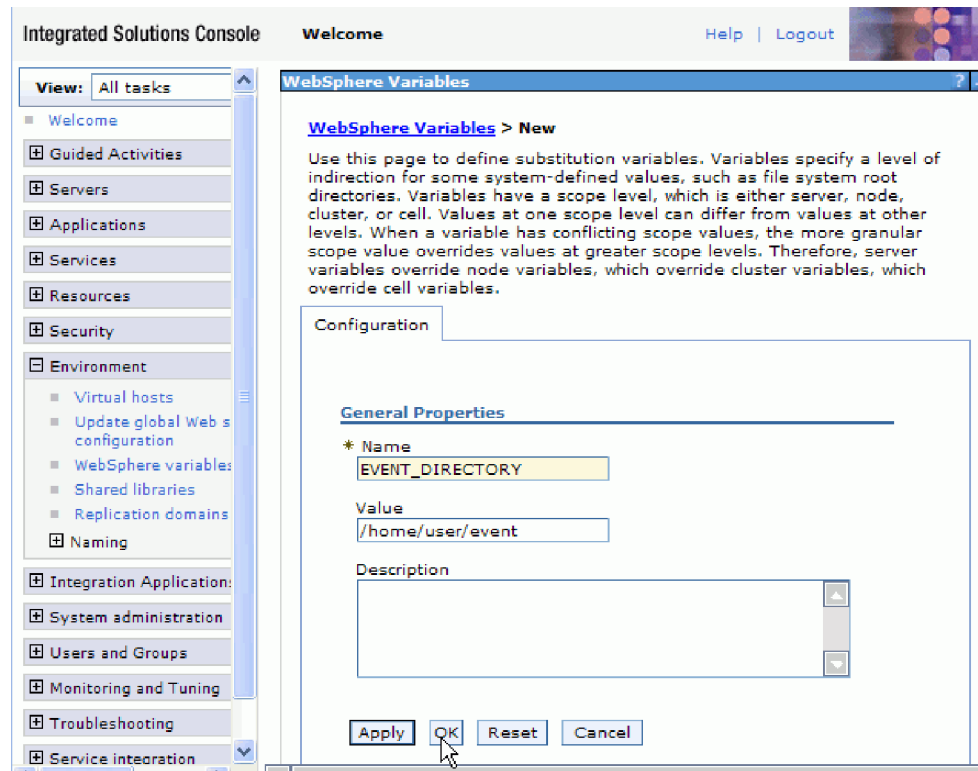 Integrated Solutions Console Welcome Help | Logout
View: All tasks
Welcome
Guided Activities
Servers
Applications
Services
Resources
Security
Environment
Virtual hosts
Update global Web s
configuration
WebSphere variables
Shared libraries
Replication domains
Naming
Integration Applications
System administration
Users and Groups
Monitoring and Tuning
Troubleshooting
Service integration
WebSphere Variables ?
WebSphere Variables > New
Use this page to define substitution variables. Variables specify a level of
indirection for some system-defined values, such as file system root
directories. Variables have a scope level, which is either server, node,
cluster, or cell. Values at one scope level can differ from values at other
levels. When a variable has conflicting scope values, the more granular
scope value overrides values at greater scope levels. Therefore, server
variables override node variables, which override cluster variables, which
override cell variables.
Configuration
General Properties
* Name
EVENT_DIRECTORY
Value
/home/user/event
Description
Apply OK Reset Cancel